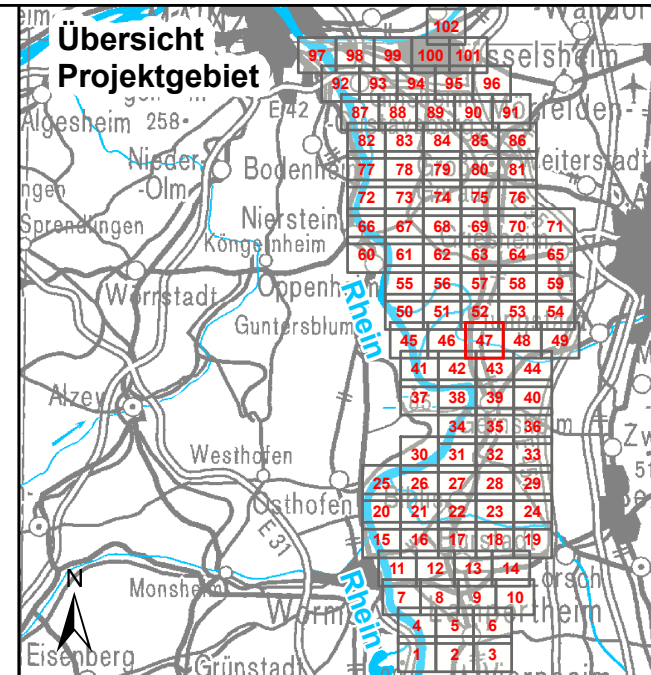 Übersicht
Projektgebiet
102
97 98 99 100 101
sselsheim
92 93 94 95 96
E 42
87 88 89 90 91
Algesheim 258
82 83 84 85 86
Nieder-
-Olm
Bodenheim
77 78 79 80 81
72 73 74 75 76
Nierstein
Sprendlingen
66 67 68 69 70 71
Köngernheim
60 61 62 63 64 65
Oppenheim
Wörrstadt
55 56 57 58 59
Rhein
50 51 52 53 54
Guntersblum
45 46 47 48 49
41 42 43 44
Alzey
37 38 39 40
34 35 36
Westhofen
30 31 32 33
25 26 27 28 29
Osthofen
20 21 22 23 24
E 31
15 16 17 18 19
11 12 13 14
orsch
N
Monsheim
Rhein
7 8 9 10
Worms
4 5 6
Eisenberg
Grünstadt
1 2 3